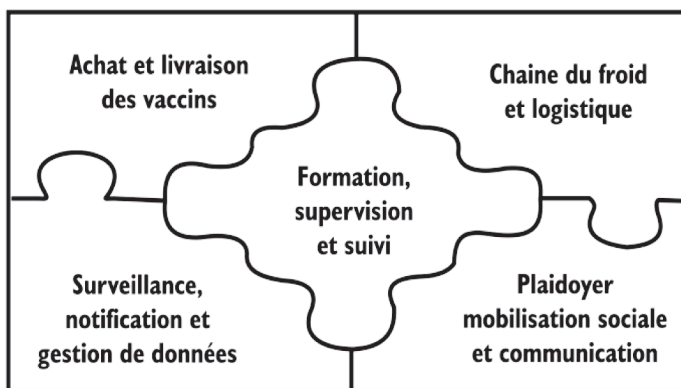 Achat et livraison
des vaccins
Chaine du froid
et logistique
Formation,
supervision
et suivi
Surveillance,
notification et
gestion de données
Plaidoyer
mobilisation sociale
et communication